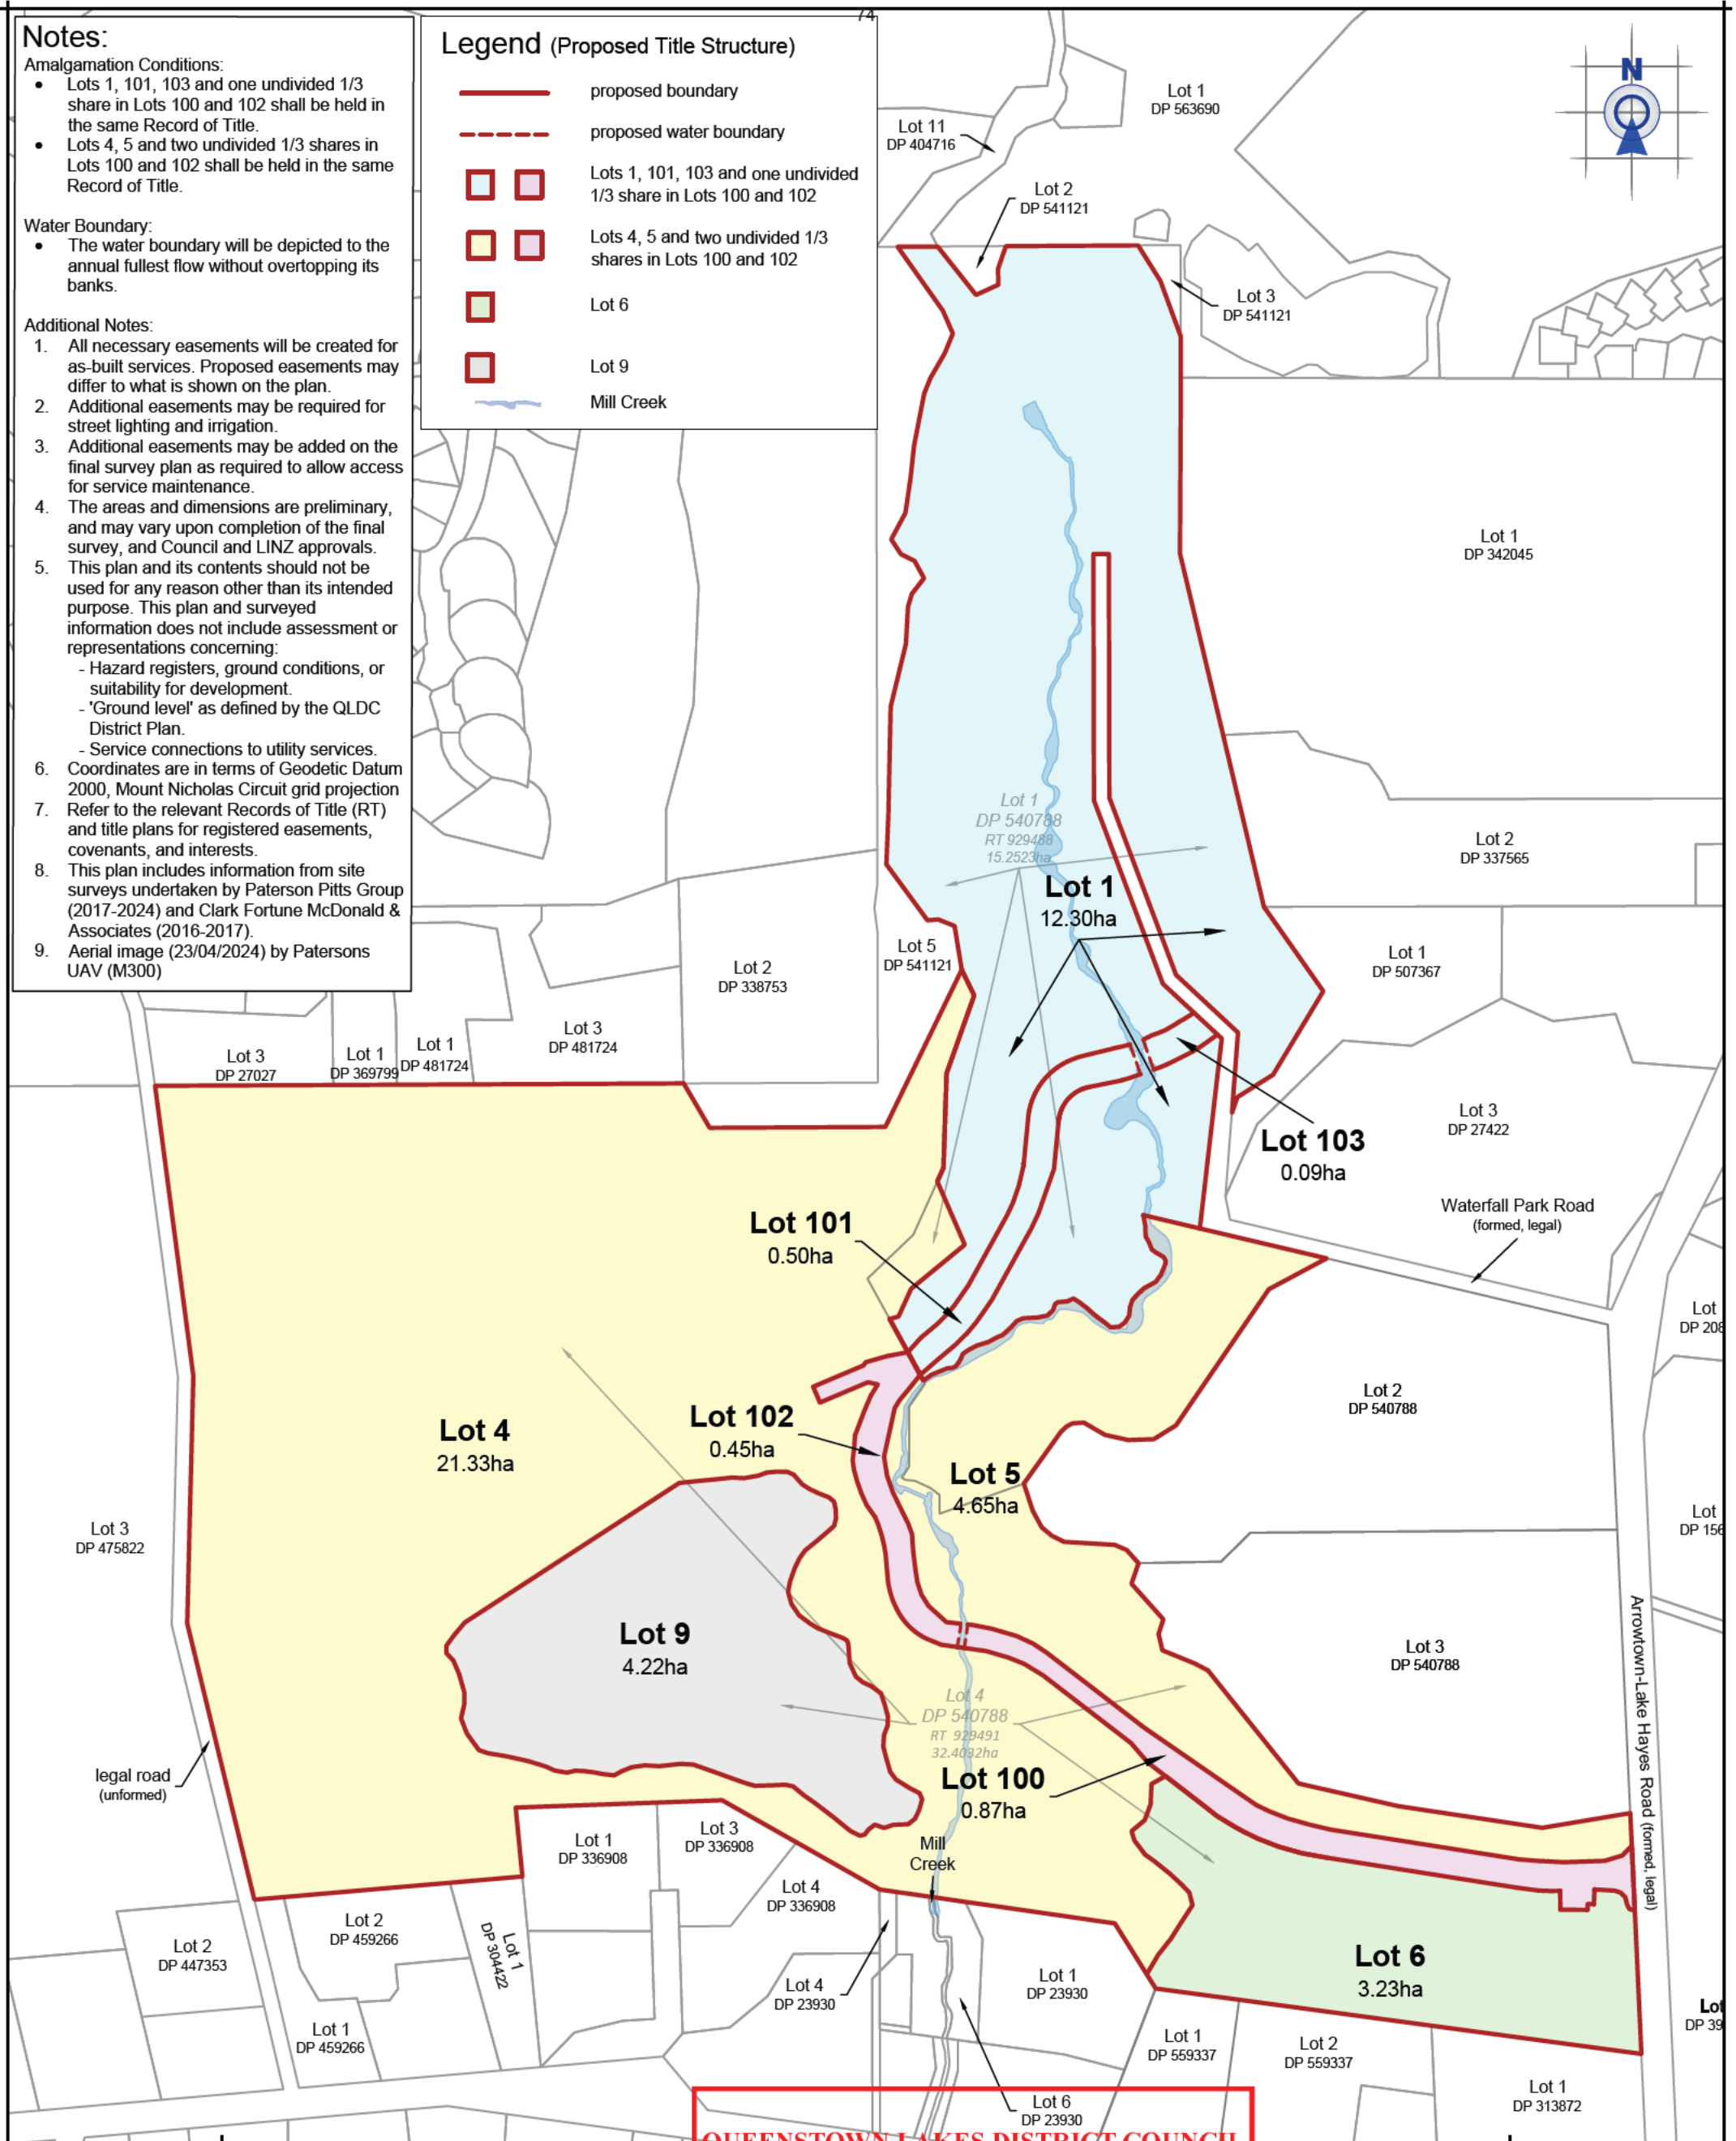 74
Notes:
Amalgamation Conditions:
• Lots 1, 101, 103 and one undivided 1/3
share in Lots 100 and 102 shall be held in
the same Record of Title.
• Lots 4, 5 and two undivided 1/3 shares in
Lots 100 and 102 shall be held in the same
Record of Title.
Water Boundary:
• The water boundary will be depicted to the
annual fullest flow without overtopping its
banks.
Additional Notes:
1. All necessary easements will be created for
as-built services. Proposed easements may
differ to what is shown on the plan.
2. Additional easements may be required for
street lighting and irrigation.
3. Additional easements may be added on the
final survey plan as required to allow access
for service maintenance.
4. The areas and dimensions are preliminary,
and may vary upon completion of the final
survey, and Council and LINZ approvals.
5. This plan and its contents should not be
used for any reason other than its intended
purpose. This plan and surveyed
information does not include assessment or
representations concerning:
- Hazard registers, ground conditions, or
suitability for development.
- 'Ground level' as defined by the QLDC
District Plan.
- Service connections to utility services.
6. Coordinates are in terms of Geodetic Datum
2000, Mount Nicholas Circuit grid projection
7. Refer to the relevant Records of Title (RT)
and title plans for registered easements,
covenants, and interests.
8. This plan includes information from site
surveys undertaken by Paterson Pitts Group
(2017-2024) and Clark Fortune McDonald &
Associates (2016-2017).
9. Aerial image (23/04/2024) by Patersons
UAV (M300)
Legend (Proposed Title Structure)
proposed boundary
proposed water boundary
Lots 1, 101, 103 and one undivided
1/3 share in Lots 100 and 102
Lots 4, 5 and two undivided 1/3
shares in Lots 100 and 102
Lot 6
Lot 9
Mill Creek
N
Lot 1
DP 563690
Lot 11
DP 404716
Lot 2
DP 541121
Lot 3
DP 541121
Lot 1
DP 342045
Lot 1
DP 540788
RT 929488
15.2523ha
Lot 2
DP 337565
Lot 1
12.30ha
Lot 5
DP 541121
Lot 1
DP 507367
Lot 2
DP 338753
Lot 3
DP 481724
Lot 1
DP 481724
Lot 1
DP 369799
Lot 3
DP 27027
Lot 3
DP 27422
Lot 103
0.09ha
Waterfall Park Road
(formed, legal)
Lot 101
0.50ha
Lot
DP 208
Lot 2
DP 540788
Lot 102
0.45ha
Lot 4
21.33ha
Lot 5
4.65ha
Lot
DP 156
Lot 3
DP 475822
Lot 9
4.22ha
Lot 3
DP 540788
Arrowtown-Lake Hayes Road (formed, legal)
Lot 4
DP 540788
RT 929491
32.4032ha
legal road
(unformed)
Lot 100
0.87ha
Mill
Creek
Lot 1
DP 336908
Lot 3
DP 336908
Lot 4
DP 336908
Lot 2
DP 459266
Lot 1
DP 304422
Lot 2
DP 447353
Lot 6
3.23ha
Lot 4
DP 23930
Lot 1
DP 23930
Lot
DP 39
Lot 1
DP 459266
Lot 1
DP 559337
Lot 2
DP 559337
Lot 1
DP 313872
Lot 6
DP 23930
QUEENSTOWN LAKES DISTRICT COUNCIL